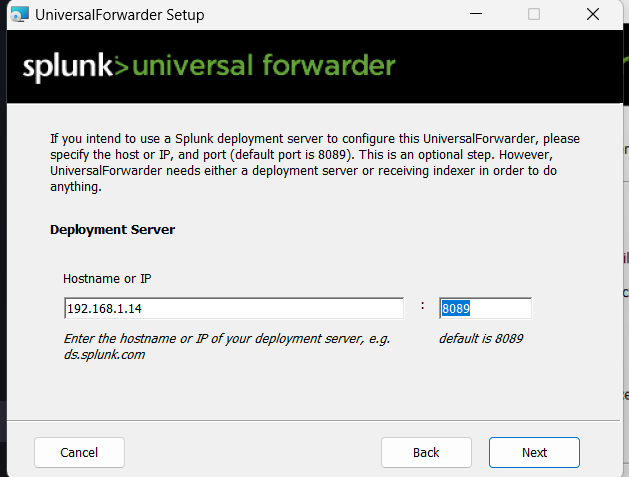 UniversalForwarder Setup
splunk>universal forwarder
If you intend to use a Splunk deployment server to configure this UniversalForwarder, please
specify the host or IP, and port (default port is 8089). This is an optional step. However,
UniversalForwarder needs either a deployment server or receiving indexer in order to do
anything.
Deployment Server
Hostname or IP
192.168.1.14 : 8089
Enter the hostname or IP of your deployment server, e.g. default is 8089
ds.splunk.com
Cancel Back Next